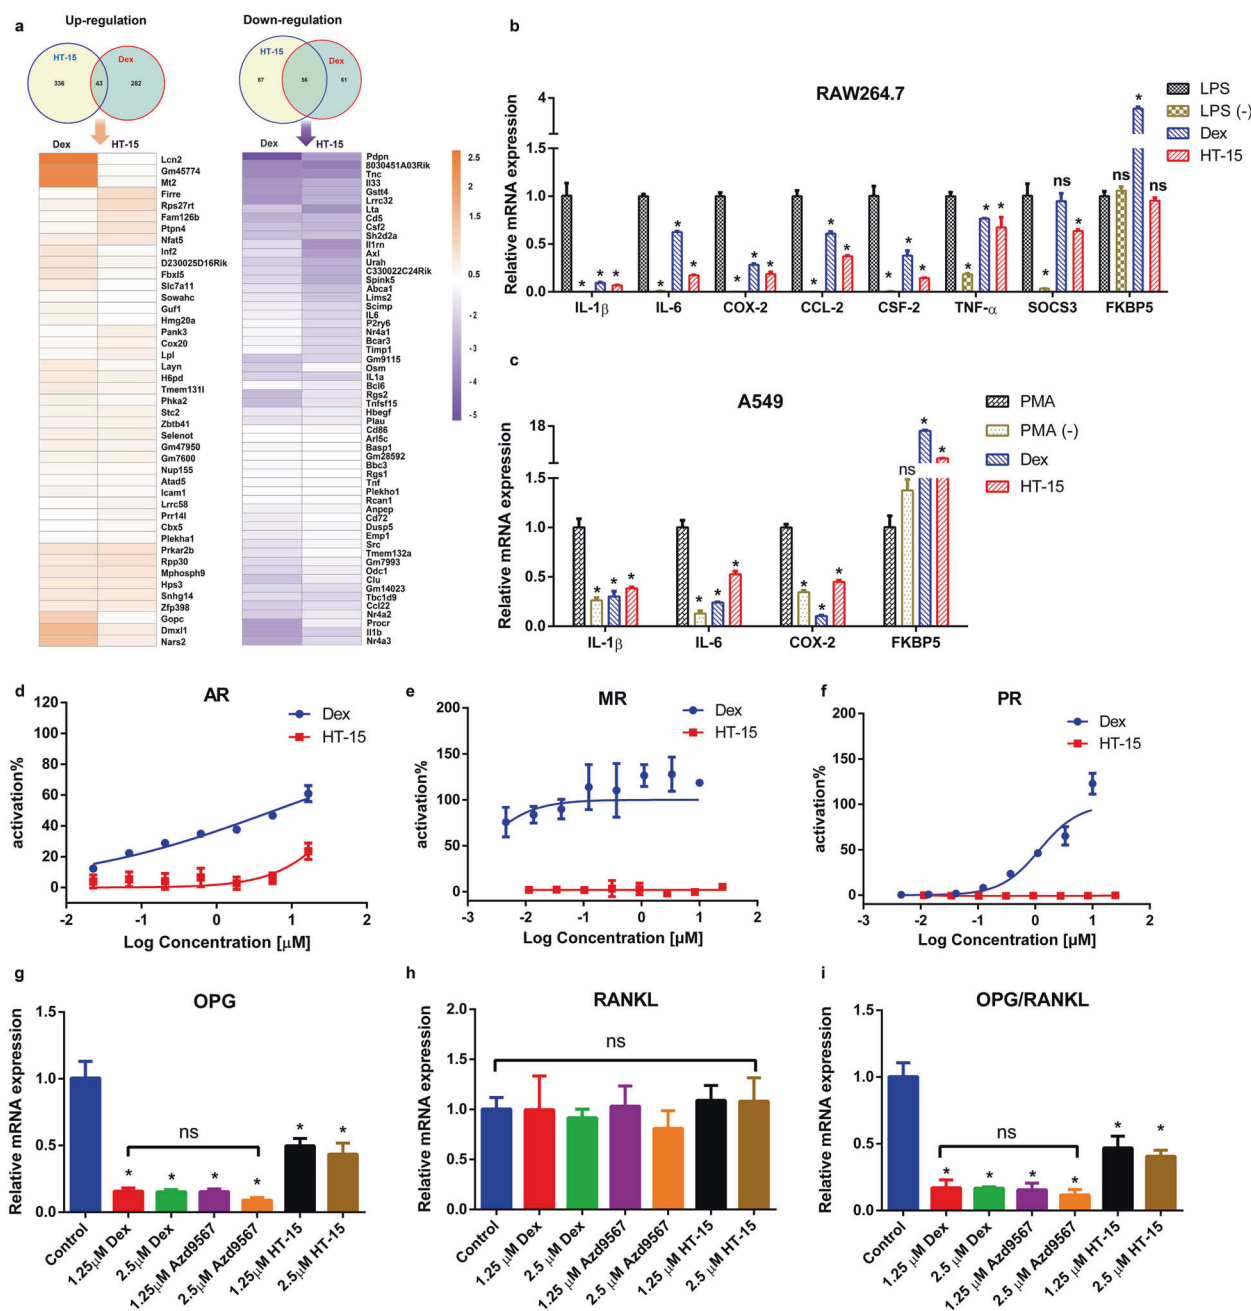 a
Up-regulation
Down-regulation
HT-15
Dex
336
43
282
HT-15
Dex
87
56
61
Dex
HT-15
Lcn2
Gm45774
Mt2
Firre
Rps27rt
Fam126b
Ptpn4
Nfat5
Inf2
D230025D16Rik
Fbxl5
Slc7a11
Sowahc
Guf1
Hmg20a
Pank3
Cox20
Lpl
Layn
H6pd
Tmem131l
Phka2
Stc2
Zbtb41
Selenot
Gm47950
Gm7600
Nup155
Atad5
Icam1
Lrrc58
Prr14l
Cbx5
Plekha1
Prkar2b
Rpp30
Mphosph9
Hps3
Snhg14
Zfp398
Gopc
Dmxl1
Nars2
Dex
HT-15
Pdpn
8030451A03Rik
Tnc
Il33
Gstt4
Lrrc32
Lta
Cd5
Csf2
Sh2d2a
Il1rn
Axl
Urah
C330022C24Rik
Spink5
Abca1
Lims2
Scimp
IL6
P2ry6
Nr4a1
Bcar3
Timp1
Gm9115
Osm
IL1a
Bcl6
Rgs2
Tnfsf15
Hbegf
Plau
Cd86
Arl5c
Basp1
Gm28592
Bbc3
Rgs1
Tnf
Plekho1
Rcan1
Anpep
Cd72
Dusp5
Emp1
Src
Tmem132a
Gm7993
Odc1
Clu
Gm14023
Tbc1d9
Ccl22
Nr4a2
Procr
Il1b
Nr4a3
2.5
2
1.5
1
0.5
-1
-2
-3
-4
-5
b
RAW264.7
Relative mRNA expression
4
1.0
0.5
0.0
* * *
* * *
* * *
* * *
* * *
* * *
* ns *
ns * ns
IL-1β IL-6 COX-2 CCL-2 CSF-2 TNF-α SOCS3 FKBP5
LPS
LPS (-)
Dex
HT-15
c
A549
Relative mRNA expression
18
1.5
1.0
0.5
0.0
* * *
* * *
* * *
ns * *
IL-1β IL-6 COX-2 FKBP5
PMA
PMA (-)
Dex
HT-15
d
AR
activation%
120
100
80
60
40
20
0
-2 -1 0 1 2
Log Concentration [μM]
Dex
HT-15
e
MR
activation%
200
150
100
50
0
-3 -2 -1 0 1 2
Log Concentration [μM]
Dex
HT-15
f
PR
activation%
200
150
100
50
0
-3 -2 -1 0 1 2
Log Concentration [μM]
Dex
HT-15
g
OPG
Relative mRNA expression
1.5
1.0
0.5
0.0
ns
* * * * * *
Control
1.25μM Dex
2.5μM Dex
1.25μM Azd9567
2.5μM Azd9567
1.25μM HT-15
2.5μM HT-15
h
RANKL
Relative mRNA expression
2.0
1.5
1.0
0.5
0.0
ns
Control
1.25 μM Dex
2.5 μM Dex
1.25 μM Azd9567
2.5 μM Azd9567
1.25 μM HT-15
2.5 μM HT-15
i
OPG/RANKL
Relative mRNA expression
1.5
1.0
0.5
0.0
ns
* * * * * *
Control
1.25μM Dex
2.5μM Dex
1.25μM Azd9567
2.5μM Azd9567
1.25μM HT-15
2.5μM HT-15